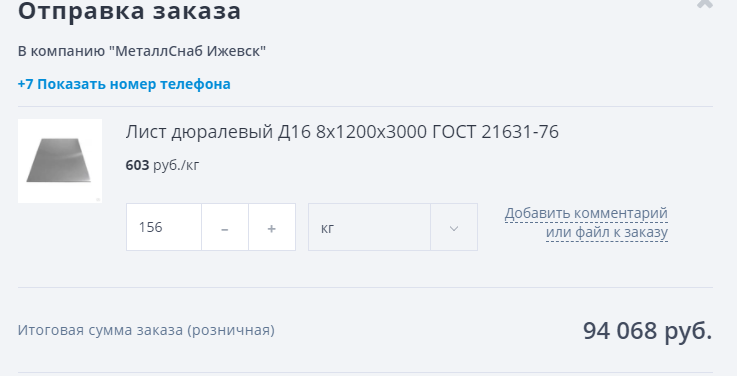 Отправка заказа
В компанию "МеталлСнаб Ижевск"
+7 Показать номер телефона
Лист дюралевый Д16 8х1200х3000 ГОСТ 21631-76
603 руб./кг
156 – + кг
Добавить комментарий
или файл к заказу
Итоговая сумма заказа (розничная) 94 068 руб.